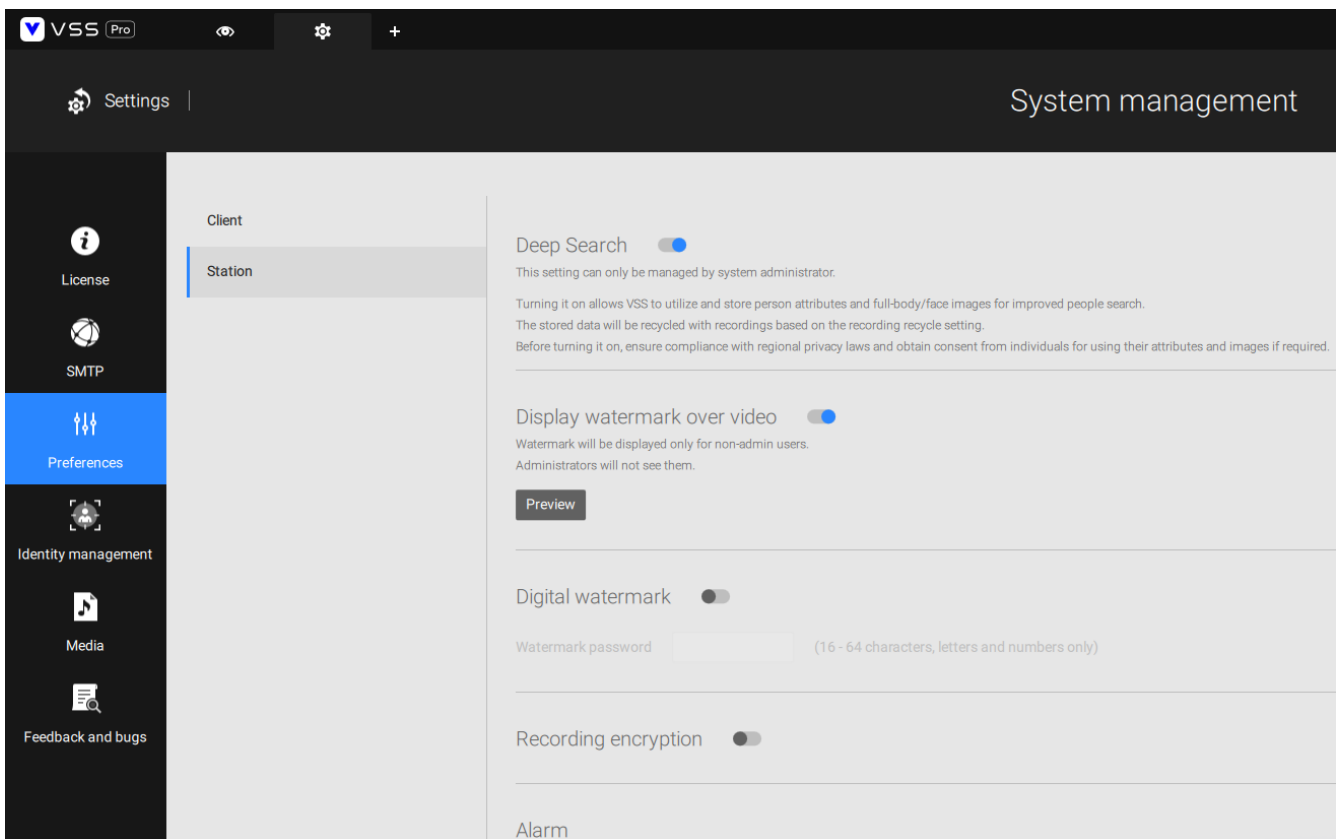 VSS Pro
Settings
System management
License
SMTP
Preferences
Identity management
Media
Feedback and bugs
Client
Station
Deep Search
This setting can only be managed by system administrator.
Turning it on allows VSS to utilize and store person attributes and full-body/face images for improved people search.
The stored data will be recycled with recordings based on the recording recycle setting.
Before turning it on, ensure compliance with regional privacy laws and obtain consent from individuals for using their attributes and images if required.
Display watermark over video
Watermark will be displayed only for non-admin users.
Administrators will not see them.
Preview
Digital watermark
Watermark password (16 - 64 characters, letters and numbers only)
Recording encryption
Alarm